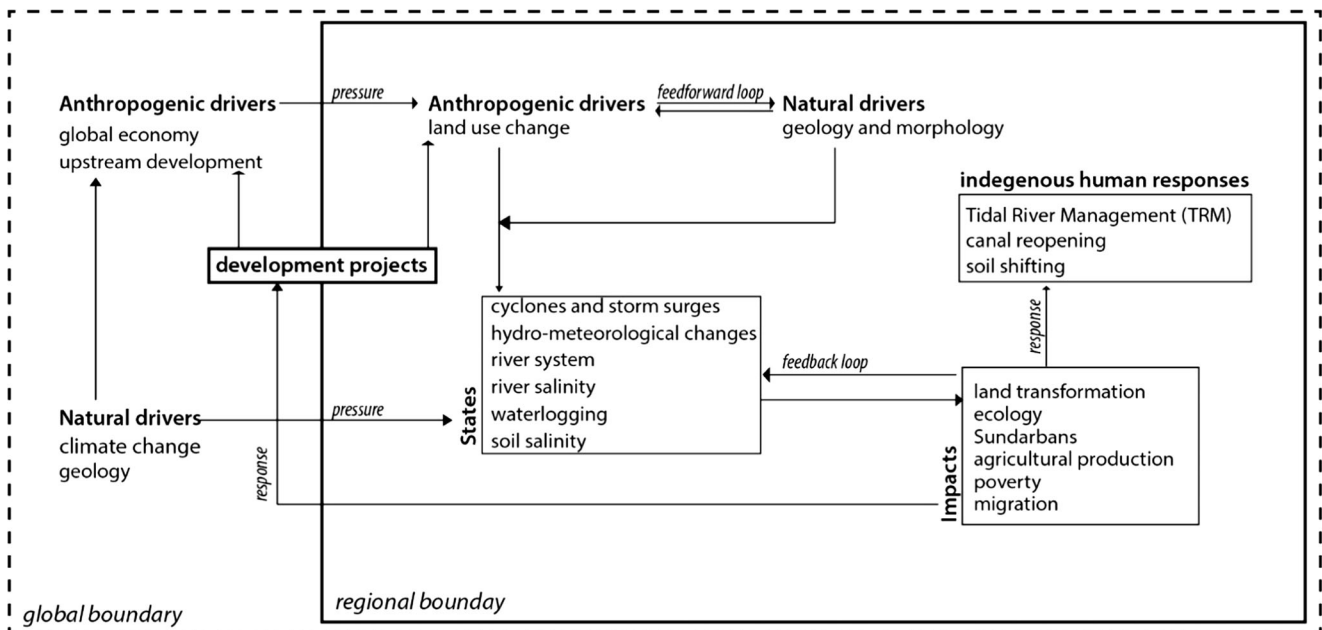 Anthropogenic drivers
global economy
upstream development
pressure
Anthropogenic drivers
land use change
feedforward loop
Natural drivers
geology and morphology
indegenous human responses
Tidal River Management (TRM)
canal reopening
soil shifting
development projects
response
States
cyclones and storm surges
hydro-meteorological changes
river system
river salinity
waterlogging
soil salinity
feedback loop
Natural drivers
climate change
geology
pressure
response
Impacts
land transformation
ecology
Sundarbans
agricultural production
poverty
migration
regional bounday
global boundary